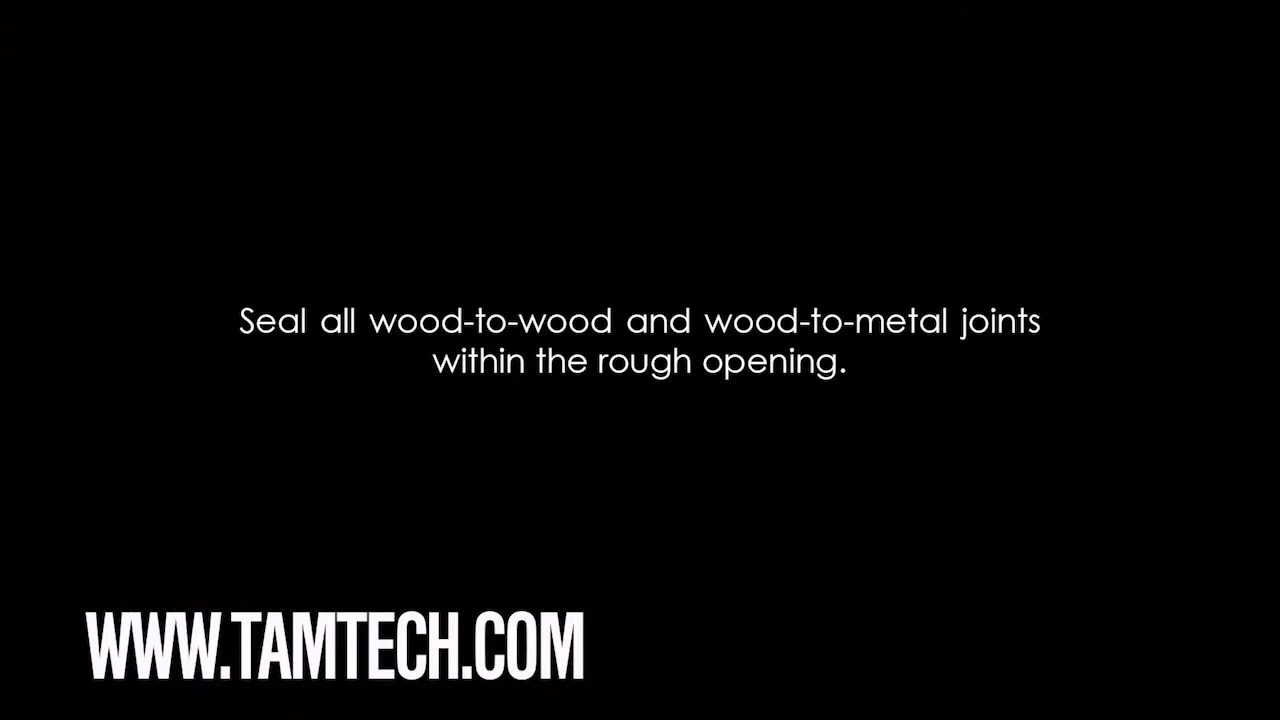 Seal all wood-to-wood and wood-to-metal joints
within the rough opening.
WWW.TAMTECH.COM